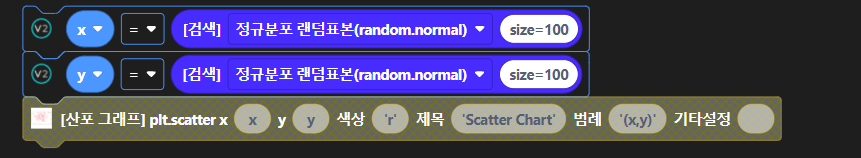 V2 x = [검색] 정규분포 랜덤표본(random.normal) size=100
V2 y = [검색] 정규분포 랜덤표본(random.normal) size=100
[산포 그래프] plt.scatter x x y y 색상 'r' 제목 'Scatter Chart' 범례 '(x,y)' 기타설정